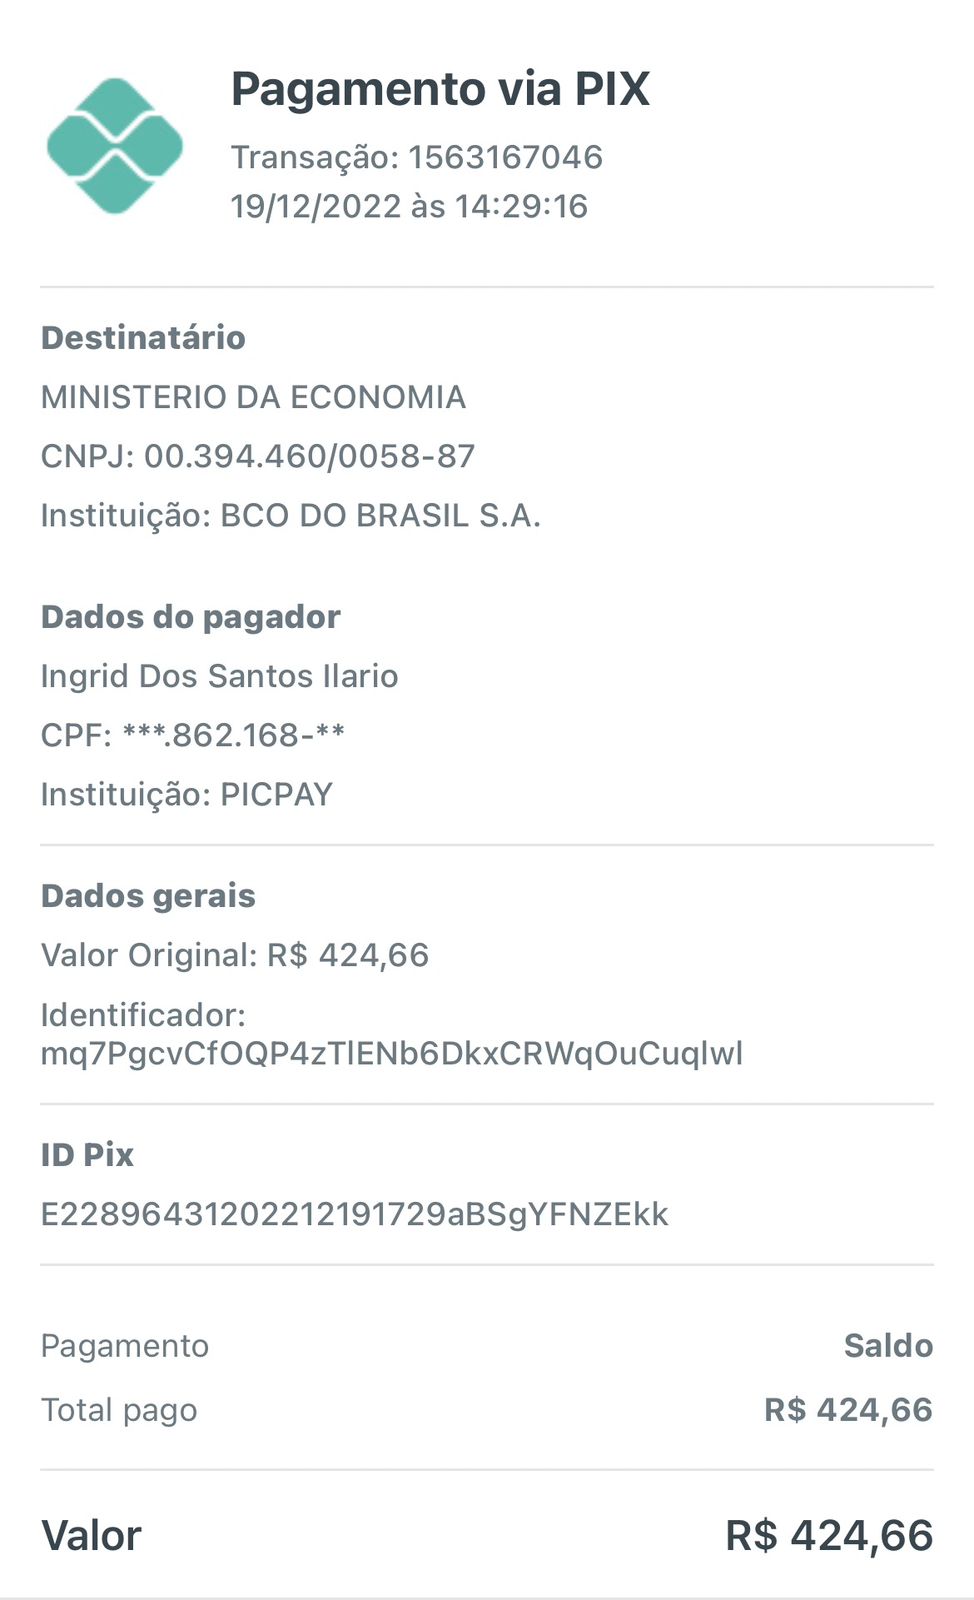 Pagamento via PIX
Transação: 1563167046
19/12/2022 às 14:29:16
Destinatário
MINISTERIO DA ECONOMIA
CNPJ: 00.394.460/0058-87
Instituição: BCO DO BRASIL S.A.
Dados do pagador
Ingrid Dos Santos Ilario
CPF: ***.862.168-**
Instituição: PICPAY
Dados gerais
Valor Original: R$ 424,66
Identificador:
mq7PgcvCfOQP4zTlENb6DkxCRWqOuCuqlwl
ID Pix
E22896431202212191729aBSgYFNZEkk
Pagamento Saldo
Total pago R$ 424,66
Valor R$ 424,66